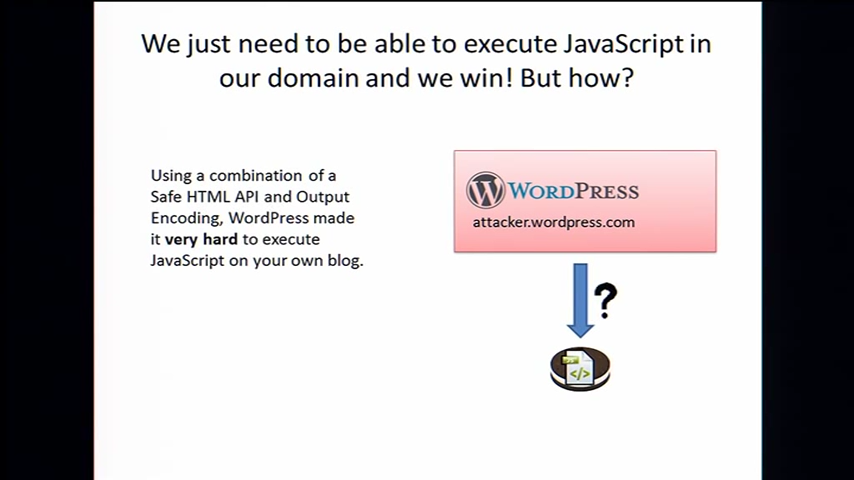 We just need to be able to execute JavaScript in
our domain and we win! But how?
Using a combination of a
Safe HTML API and Output
Encoding, WordPress made
it very hard to execute
JavaScript on your own blog.
WORDPRESS
attacker.wordpress.com
?
</>